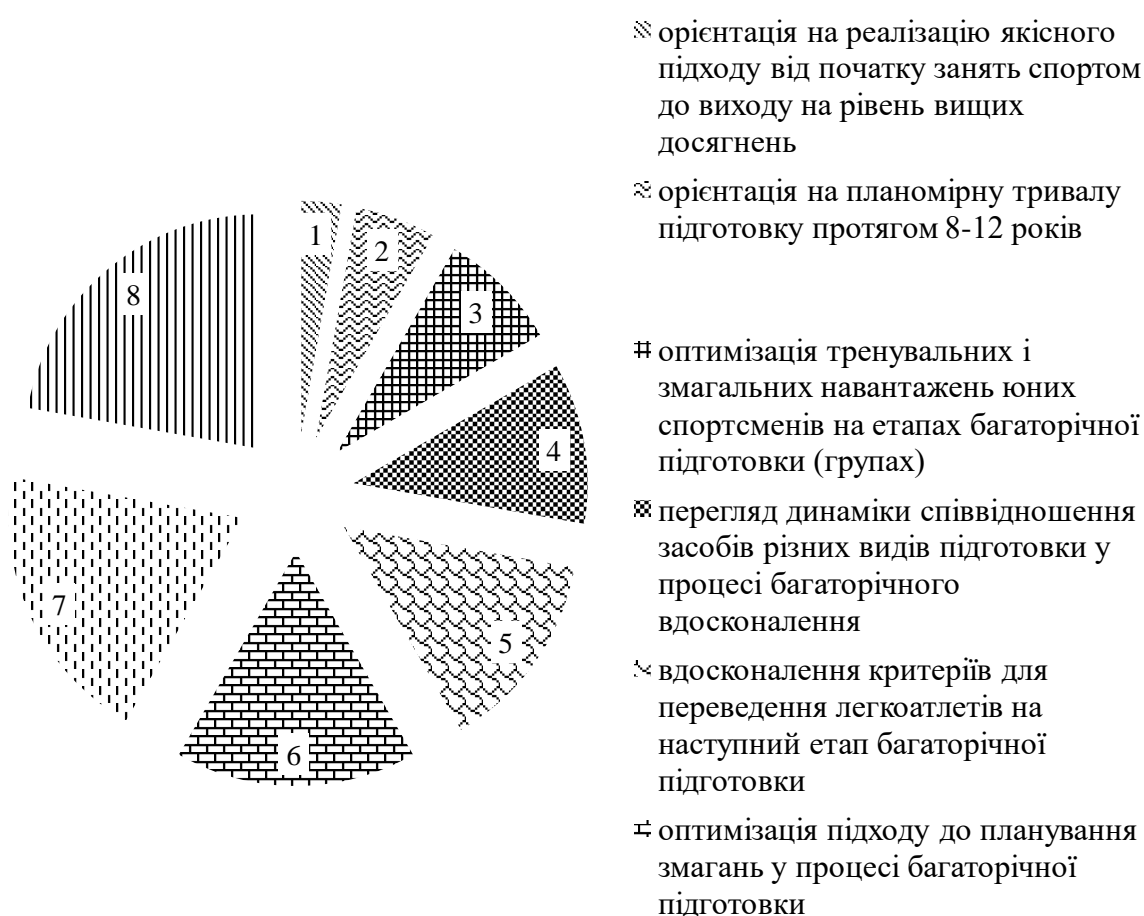 орієнтація на реалізацію якісного
підходу від початку занять спортом
до виходу на рівень вищих
досягнень
орієнтація на планомірну тривалу
підготовку протягом 8-12 років
оптимізація тренувальних і
змагальних навантажень юних
спортсменів на етапах багаторічної
підготовки (групах)
перегляд динаміки співвідношення
засобів різних видів підготовки у
процесі багаторічного
вдосконалення
вдосконалення критеріїв для
переведення легкоатлетів на
наступний етап багаторічної
підготовки
оптимізація підходу до планування
змагань у процесі багаторічної
підготовки
1
2
3
4
5
6
7
8